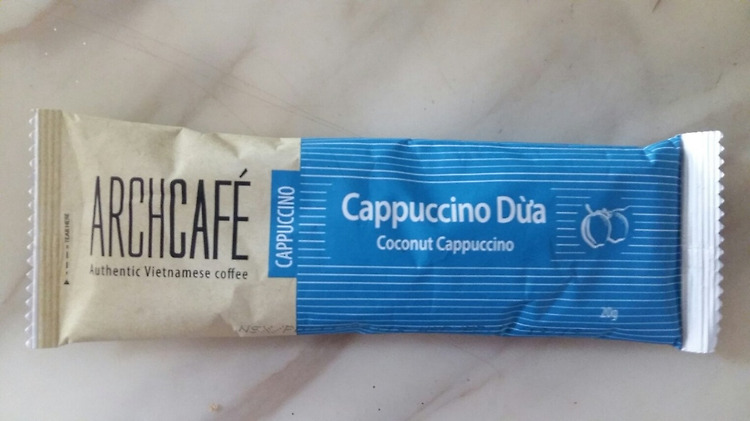 ARCHCAFÉ
Authentic Vietnamese coffee
CAPPUCCINO
Cappuccino Dừa
Coconut Cappuccino
20g